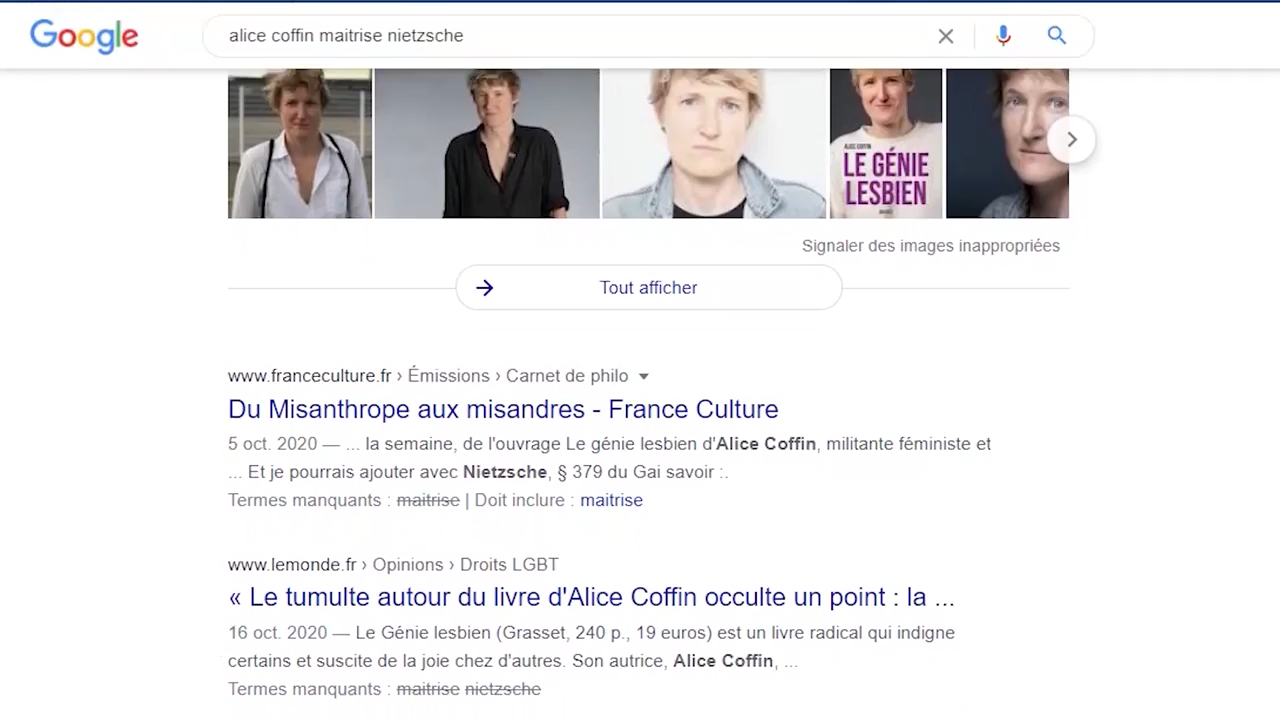 Google
alice coffin maitrise nietzsche
ALICE COFFIN
LE GÉNIE
LESBIEN
Signaler des images inappropriées
Tout afficher
www.franceculture.fr › Émissions › Carnet de philo
Du Misanthrope aux misandres - France Culture
5 oct. 2020 — ... la semaine, de l'ouvrage Le génie lesbien d'Alice Coffin, militante féministe et
... Et je pourrais ajouter avec Nietzsche, § 379 du Gai savoir :.
Termes manquants : maitrise | Doit inclure : maitrise
www.lemonde.fr › Opinions › Droits LGBT
« Le tumulte autour du livre d'Alice Coffin occulte un point : la ...
16 oct. 2020 — Le Génie lesbien (Grasset, 240 p., 19 euros) est un livre radical qui indigne
certains et suscite de la joie chez d'autres. Son autrice, Alice Coffin, ...
Termes manquants : maitrise nietzsche